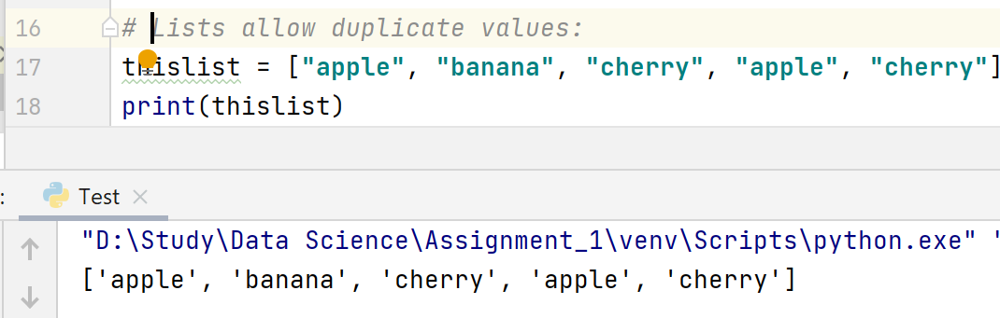 16 # Lists allow duplicate values:
17 thislist = ["apple", "banana", "cherry", "apple", "cherry"]
18 print(thislist)
: Test
"D:\Study\Data Science\Assignment_1\venv\Scripts\python.exe" '
['apple', 'banana', 'cherry', 'apple', 'cherry']